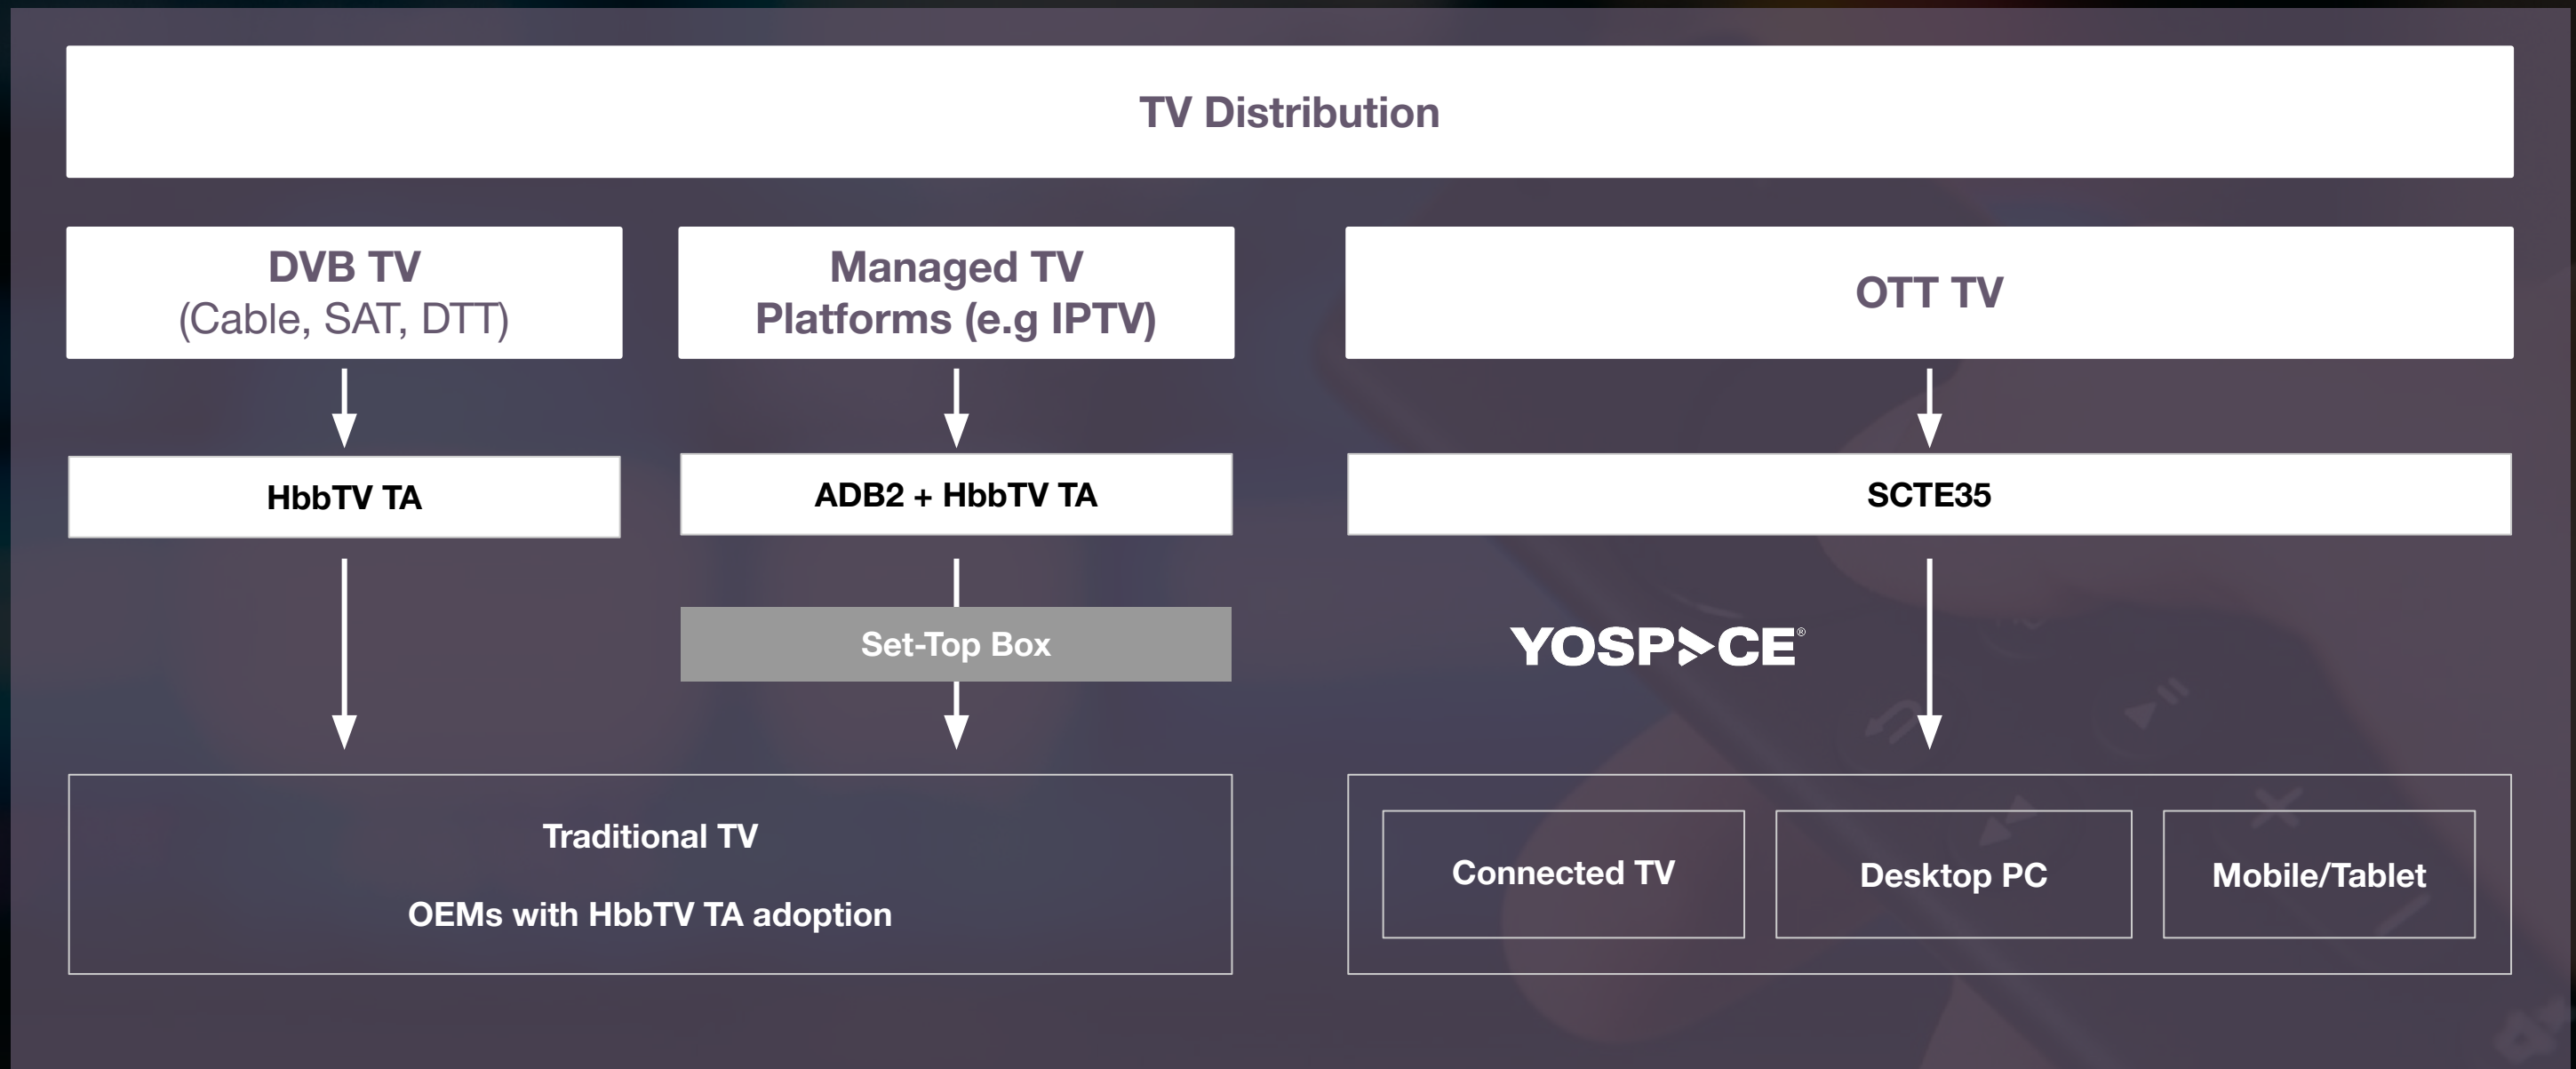 TV Distribution
DVB TV
(Cable, SAT, DTT)
Managed TV
Platforms (e.g IPTV)
OTT TV
HbbTV TA
ADB2 + HbbTV TA
SCTE35
Set-Top Box
YOSPACE®
Traditional TV
OEMs with HbbTV TA adoption
Connected TV
Desktop PC
Mobile/Tablet